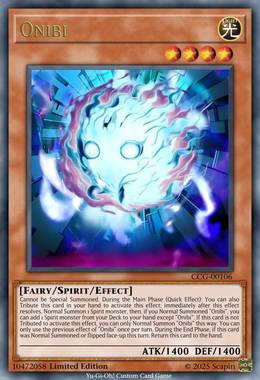 ONIBI
光
CCG-00106
[Fairy/Spirit/Effect]
Cannot be Special Summoned. During the Main Phase (Quick Effect): You can also
Tribute this card in your hand to activate this effect; immediately after this effect
resolves, Normal Summon 1 Spirit monster, then, if you Normal Summoned "Onibi", you
can add 1 Spirit monster from your Deck to your hand except "Onibi". If this card is not
Tributed to activate this effect, you can only Normal Summon "Onibi" this way. You can
only use the previous effect of "Onibi" once per turn. During the End Phase, if this card
was Normal Summoned or flipped face-up this turn: Return this card to the hand.
ATK/1400 DEF/1400
10472058 Limited Edition
© 2025 Scapin
Yu-Gi-Oh! Custom Card Game